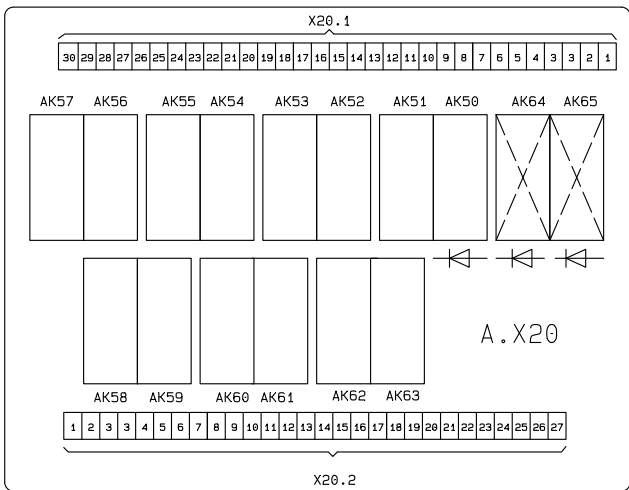 X20.1
30 29 28 27 26 25 24 23 22 21 20 19 18 17 16 15 14 13 12 11 10 9 8 7 6 5 4 3 3 2 1
AK57 AK56 AK55 AK54 AK53 AK52 AK51 AK50 AK64 AK65
A.X20
AK58 AK59 AK60 AK61 AK62 AK63
1 2 3 3 4 5 6 7 8 9 10 11 12 13 14 15 16 17 18 19 20 21 22 23 24 25 26 27
X20.2